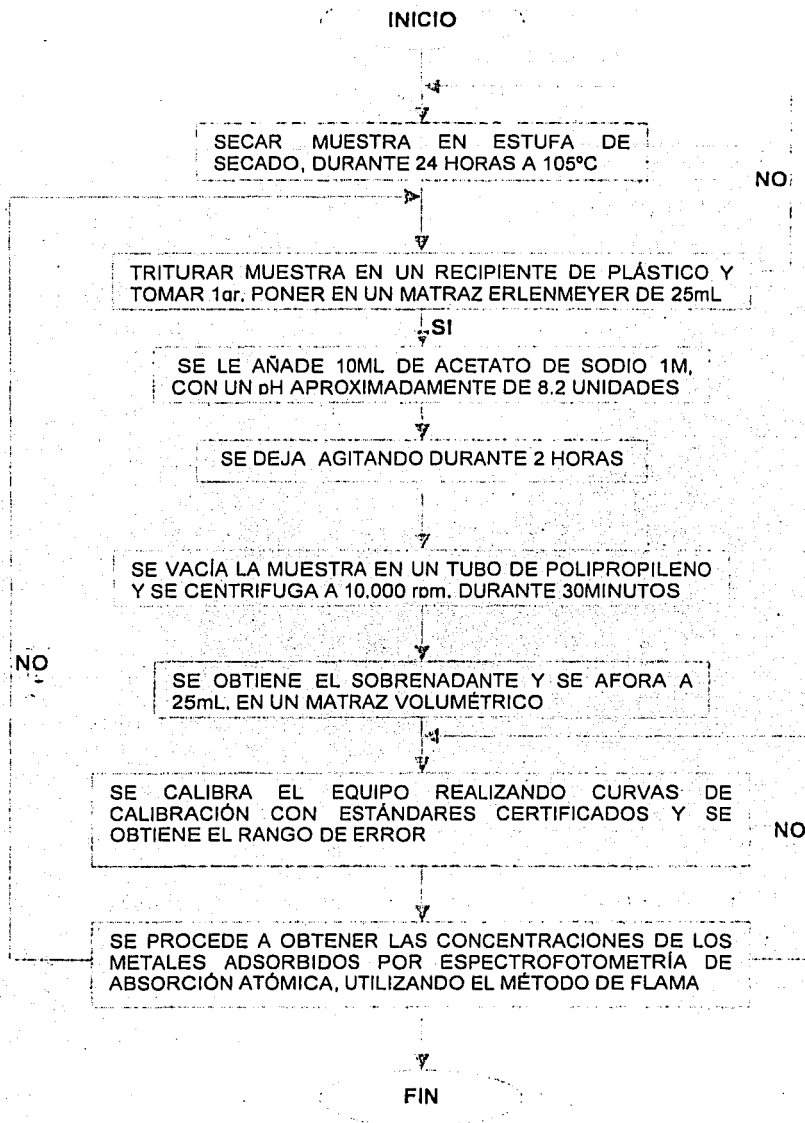 INICIO
SECAR MUESTRA EN ESTUFA DE
SECADO, DURANTE 24 HORAS A 105ºC
NO
TRITURAR MUESTRA EN UN RECIPIENTE DE PLÁSTICO Y
TOMAR 1gr. PONER EN UN MATRAZ ERLENMEYER DE 25mL
SI
SE LE AÑADE 10ML DE ACETATO DE SODIO 1M,
CON UN pH APROXIMADAMENTE DE 8.2 UNIDADES
SE DEJA AGITANDO DURANTE 2 HORAS
SE VACÍA LA MUESTRA EN UN TUBO DE POLIPROPILENO
Y SE CENTRIFUGA A 10,000 rpm. DURANTE 30MINUTOS
NO
SE OBTIENE EL SOBRENADANTE Y SE AFORA A
25mL. EN UN MATRAZ VOLUMÉTRICO
SE CALIBRA EL EQUIPO REALIZANDO CURVAS DE
CALIBRACIÓN CON ESTÁNDARES CERTIFICADOS Y SE
OBTIENE EL RANGO DE ERROR
NO
SE PROCEDE A OBTENER LAS CONCENTRACIONES DE LOS
METALES ADSORBIDOS POR ESPECTROFOTOMETRÍA DE
ABSORCIÓN ATÓMICA, UTILIZANDO EL MÉTODO DE FLAMA
FIN